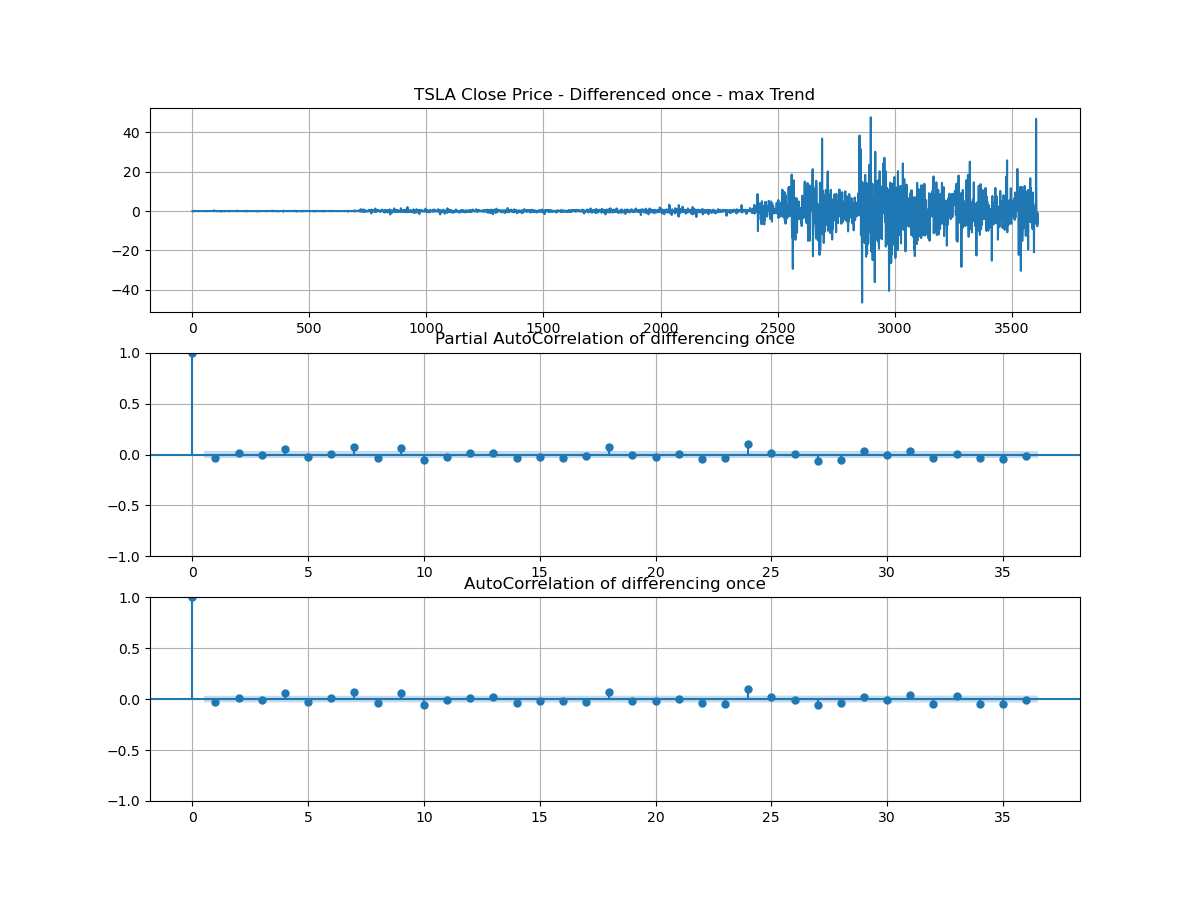 TSLA Close Price - Differenced once - max Trend
40
20
0
−20
−40
0 500 1000 1500 2000 2500 3000 3500
Partial AutoCorrelation of differencing once
1.0
0.5
0.0
−0.5
−1.0
0 5 10 15 20 25 30 35
AutoCorrelation of differencing once
1.0
0.5
0.0
−0.5
−1.0
0 5 10 15 20 25 30 35